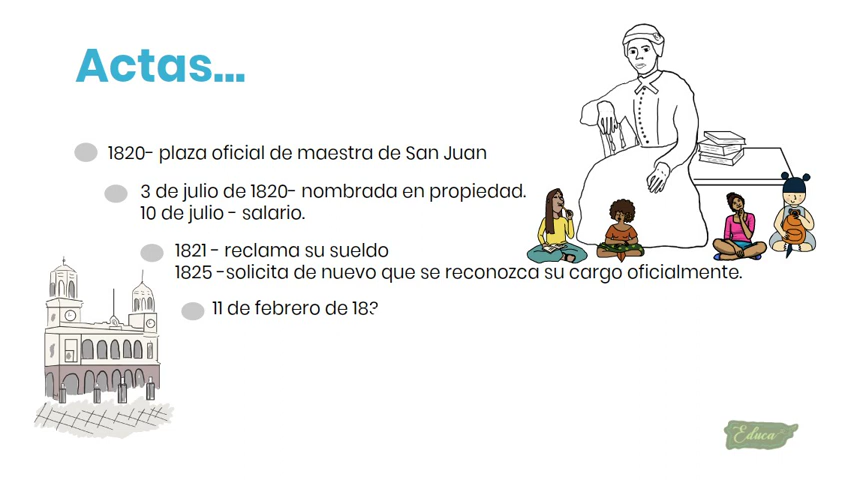 Actas...
1820- plaza oficial de maestra de San Juan
3 de julio de 1820- nombrada en propiedad.
10 de julio - salario.
1821 - reclama su sueldo
1825 -solicita de nuevo que se reconozca su cargo oficialmente.
11 de febrero de 18?
Educa